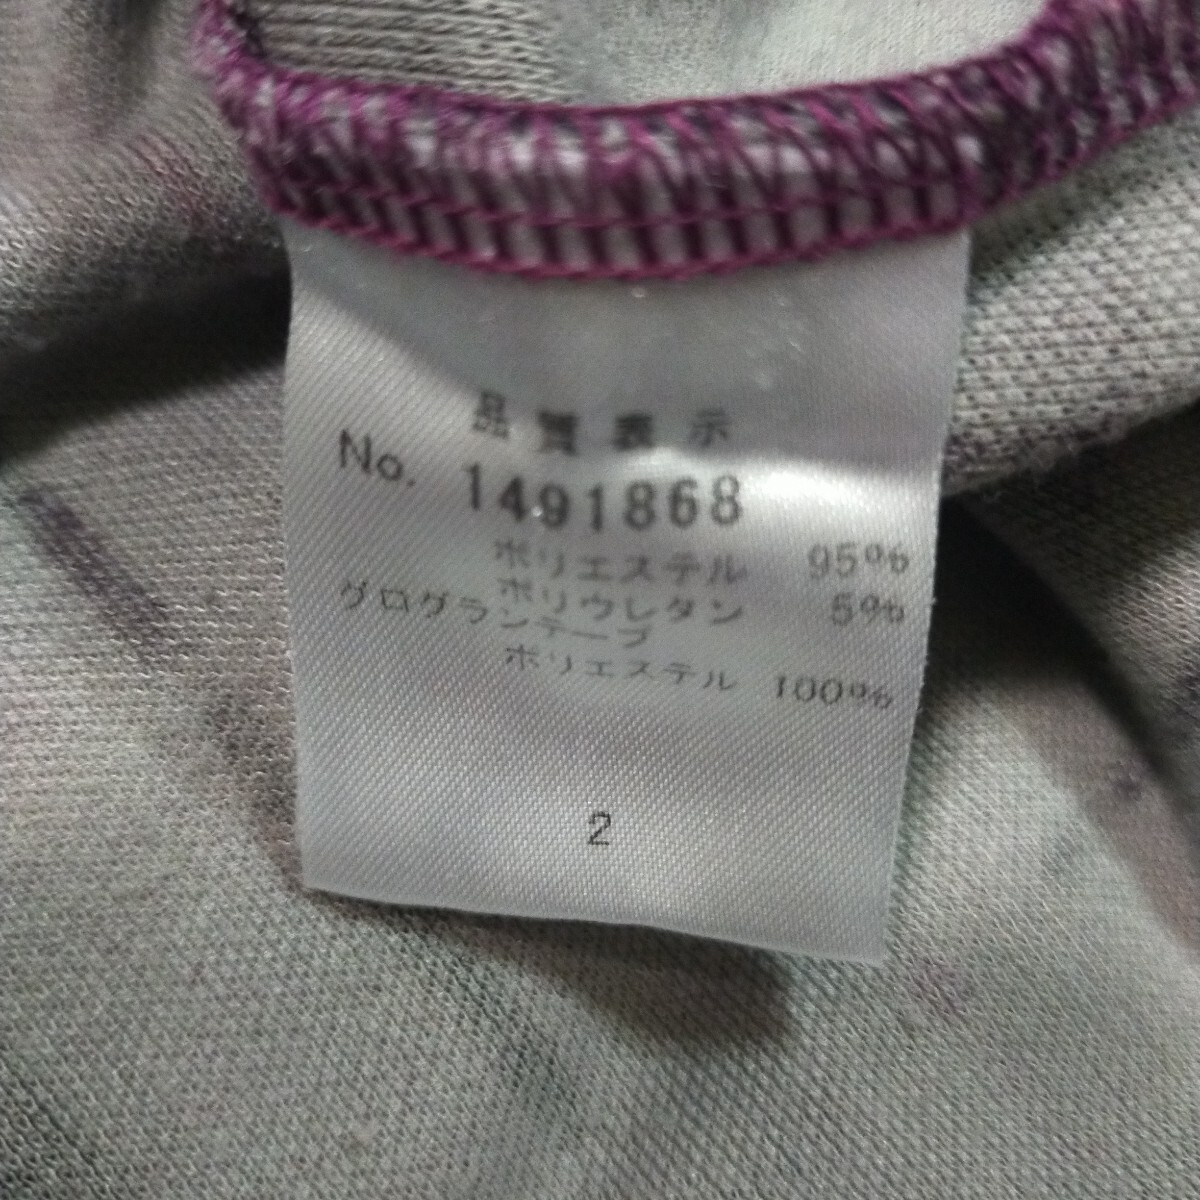 品質表示
No. 1491868
ポリエステル 95%
ポリウレタン 5%
グログランテープ
ポリエステル 100%
2